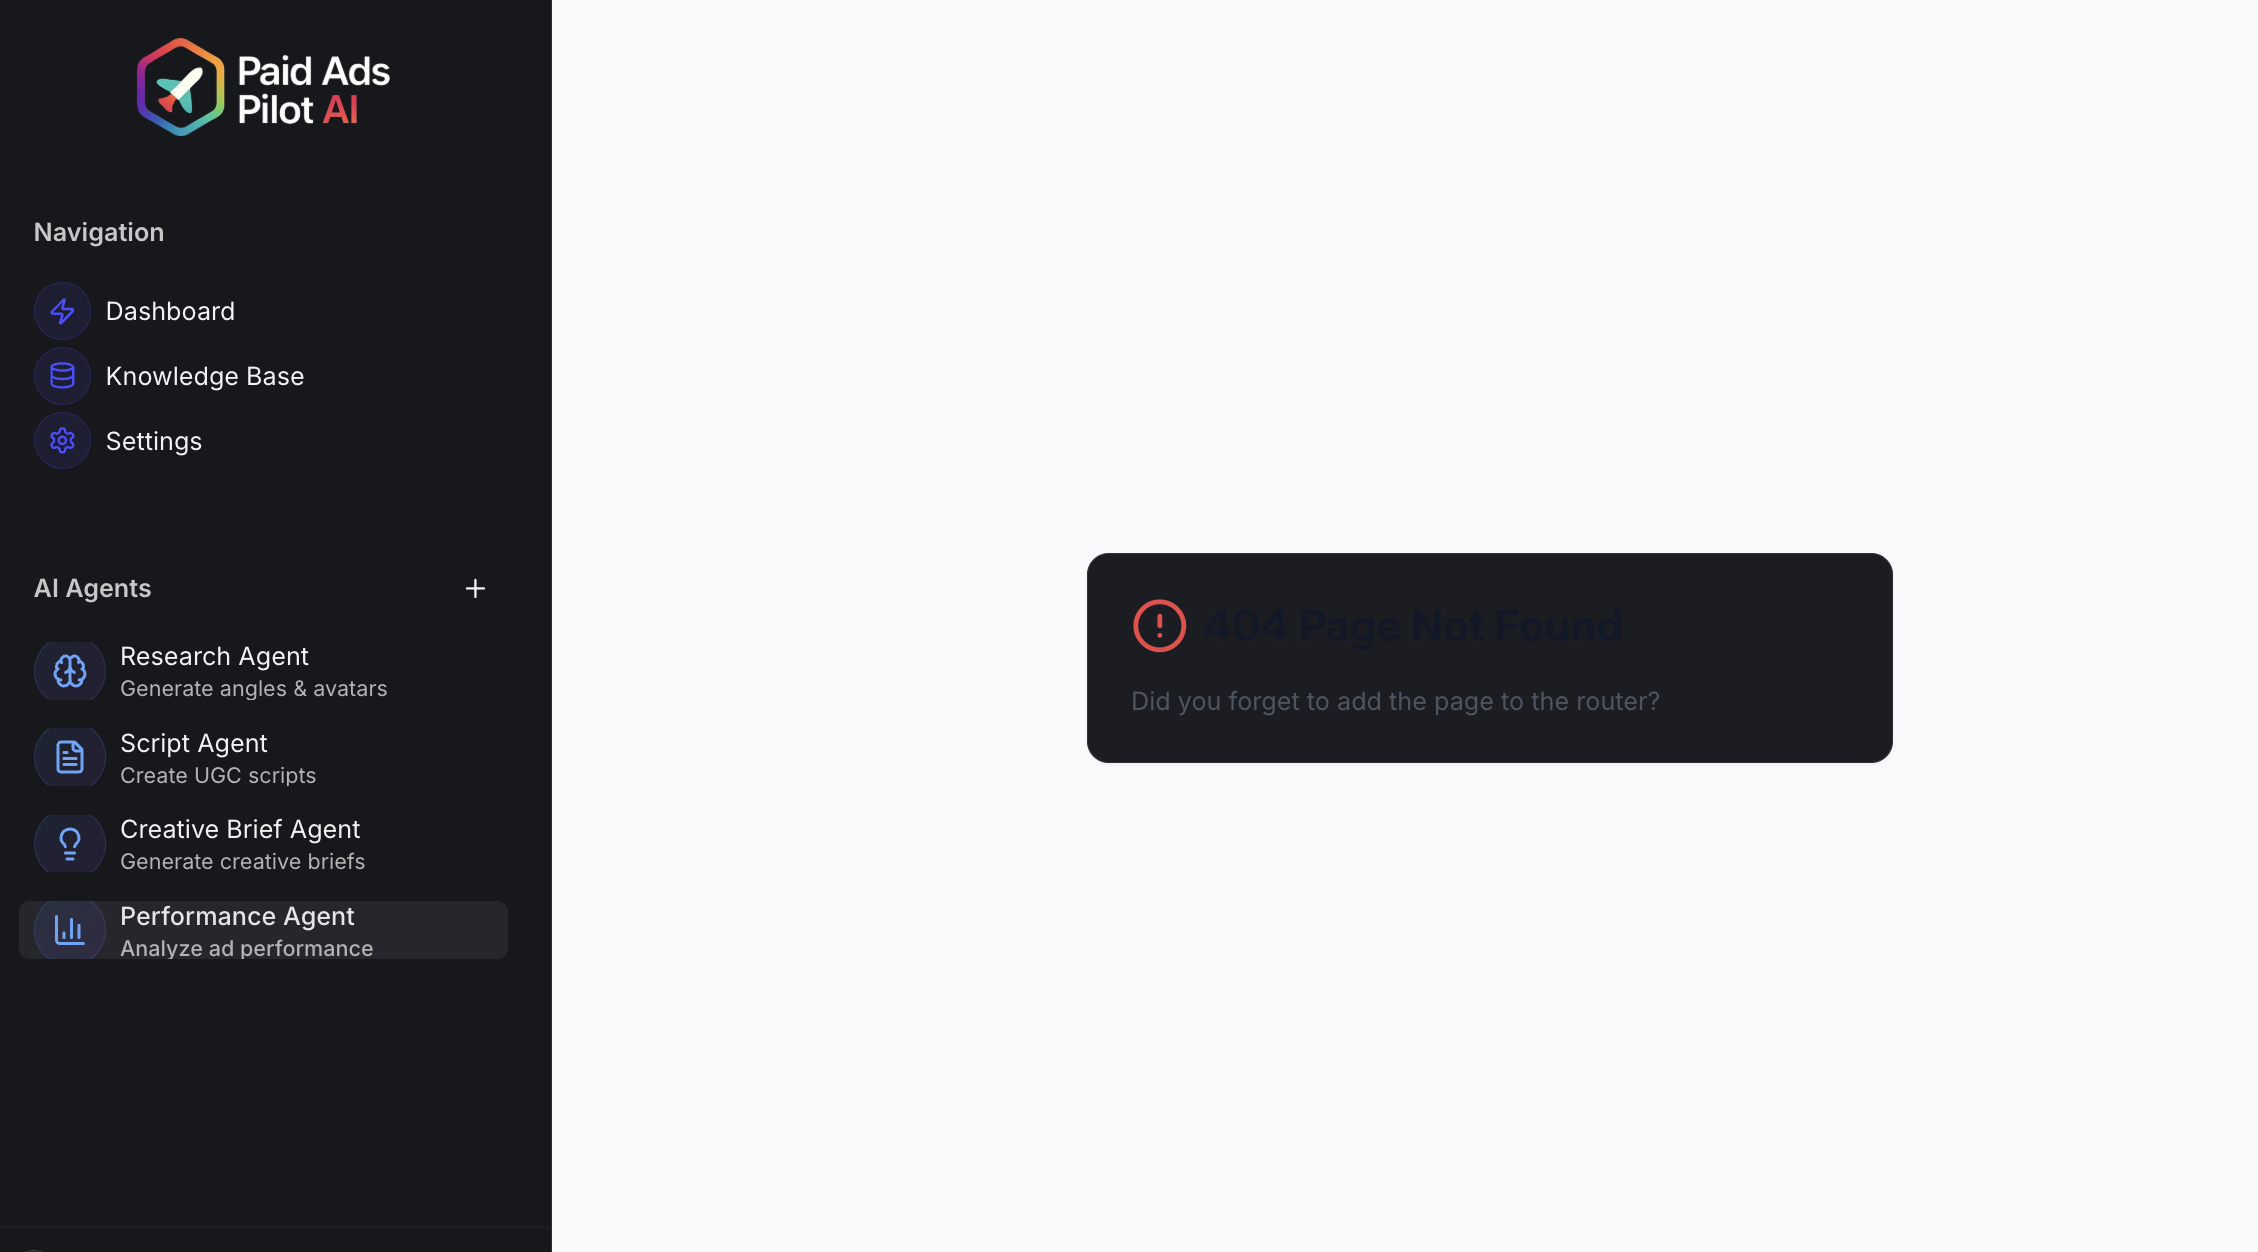 Paid Ads
Pilot AI
Navigation
Dashboard
Knowledge Base
Settings
AI Agents
Research Agent
Generate angles & avatars
Script Agent
Create UGC scripts
Creative Brief Agent
Generate creative briefs
Performance Agent
Analyze ad performance
404 Page Not Found
Did you forget to add the page to the router?